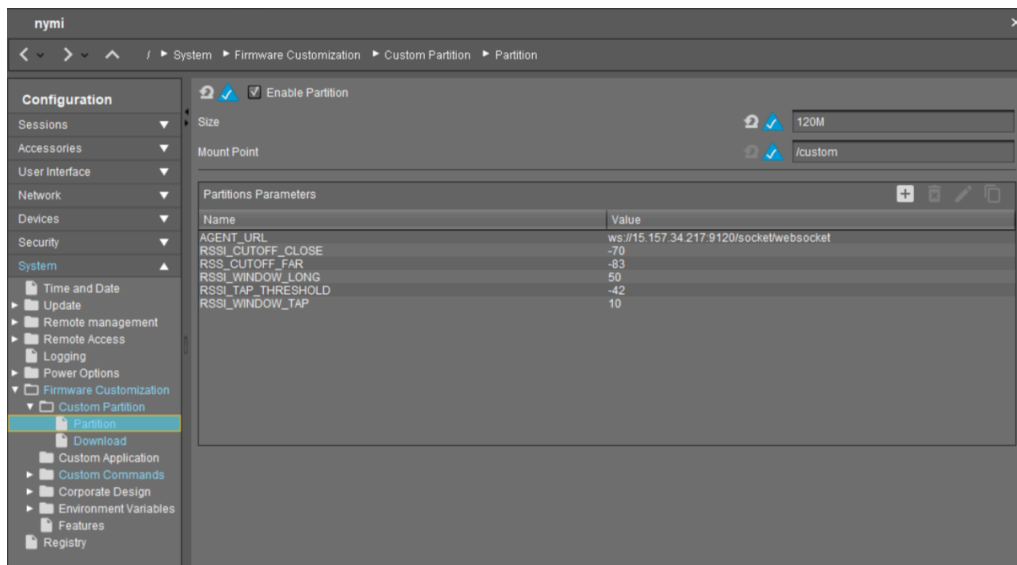 nymi
/ System Firmware Customization Custom Partition Partition
Configuration
Sessions
Accessories
User Interface
Network
Devices
Security
System
Time and Date
Update
Remote management
Remote Access
Logging
Power Options
Firmware Customization
Custom Partition
Partition
Download
Custom Application
Custom Commands
Corporate Design
Environment Variables
Features
Registry
Enable Partition
Size 120M
Mount Point /custom
Partitions Parameters
Name Value
AGENT_URL ws://15.157.34.217:9120/socket/websocket
RSSI_CUTOFF_CLOSE -70
RSS_CUTOFF_FAR -83
RSSI_WINDOW_LONG 50
RSSI_TAP_THRESHOLD -42
RSSI_WINDOW_TAP 10